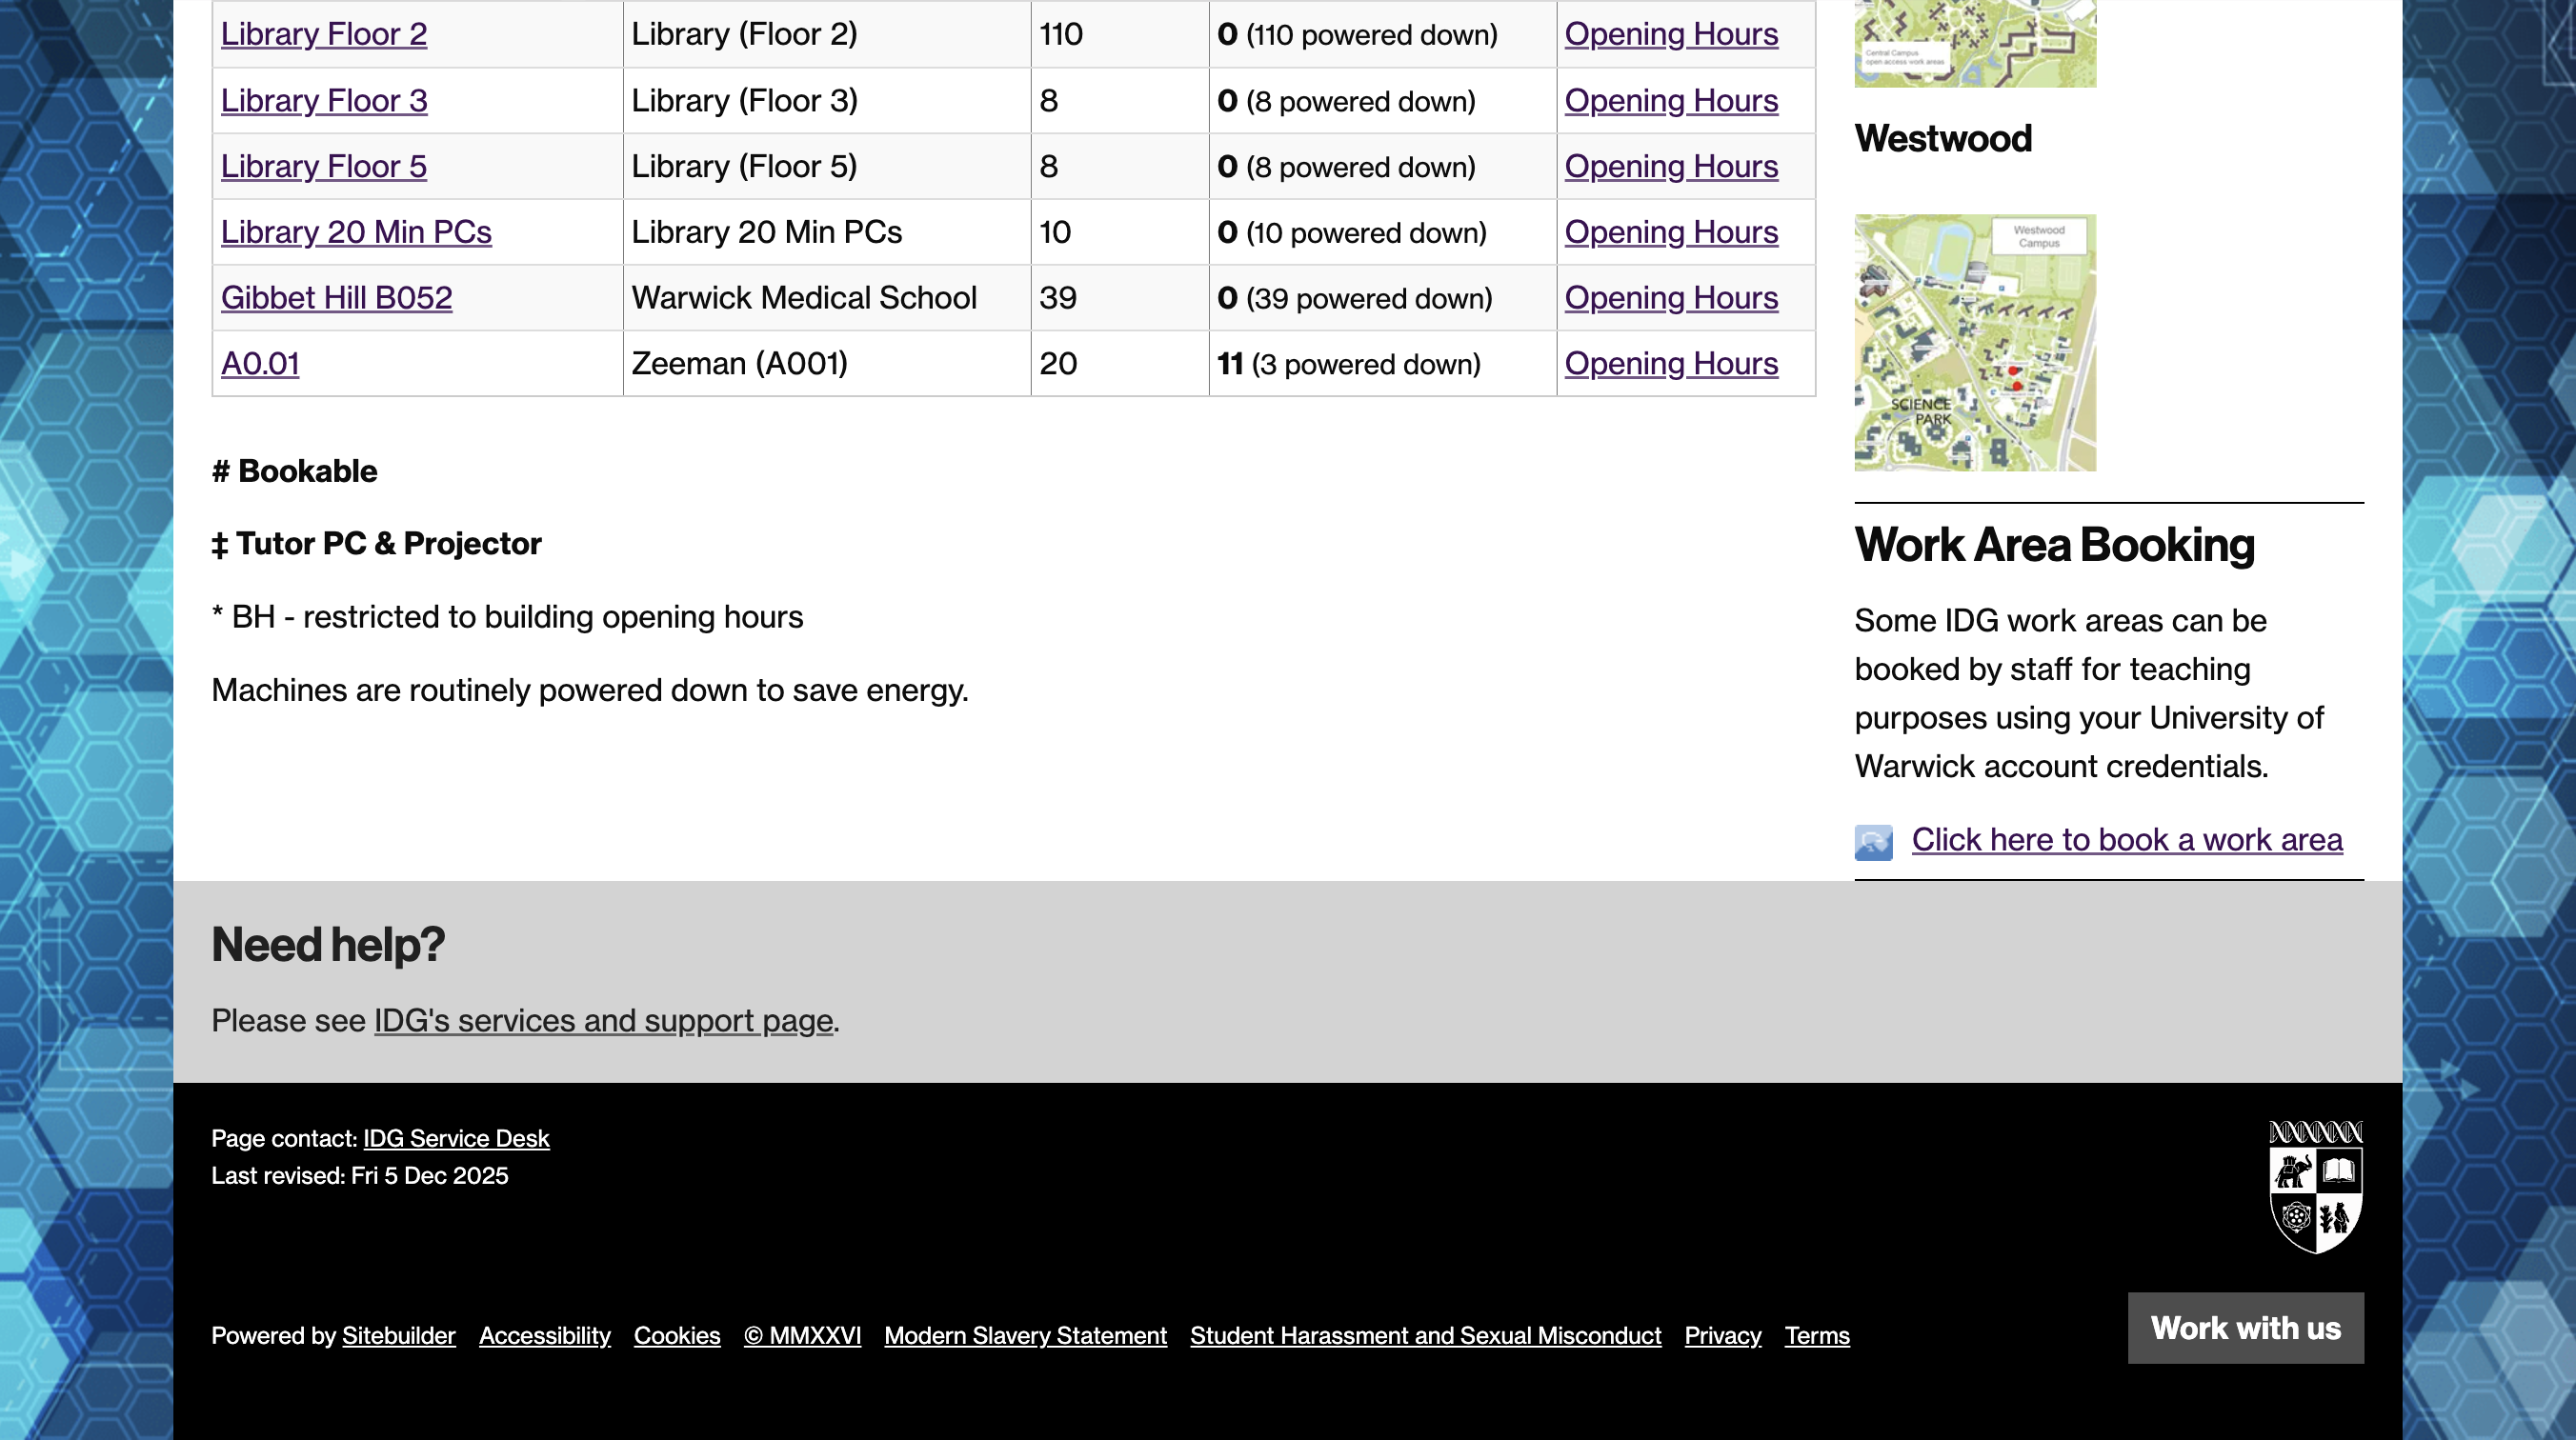 Library Floor 2 Library (Floor 2) 110 0 (110 powered down) Opening Hours
Library Floor 3 Library (Floor 3) 8 0 (8 powered down) Opening Hours
Library Floor 5 Library (Floor 5) 8 0 (8 powered down) Opening Hours
Library 20 Min PCs Library 20 Min PCs 10 0 (10 powered down) Opening Hours
Gibbet Hill B052 Warwick Medical School 39 0 (39 powered down) Opening Hours
A0.01 Zeeman (A001) 20 11 (3 powered down) Opening Hours
# Bookable
‡ Tutor PC & Projector
* BH - restricted to building opening hours
Machines are routinely powered down to save energy.
Central Campus
open access work areas
Westwood
Westwood
Campus
SCIENCE
PARK
Work Area Booking
Some IDG work areas can be
booked by staff for teaching
purposes using your University of
Warwick account credentials.
Click here to book a work area
Need help?
Please see IDG's services and support page.
Page contact: IDG Service Desk
Last revised: Fri 5 Dec 2025
Powered by Sitebuilder Accessibility Cookies © MMXXVI Modern Slavery Statement Student Harassment and Sexual Misconduct Privacy Terms
Work with us